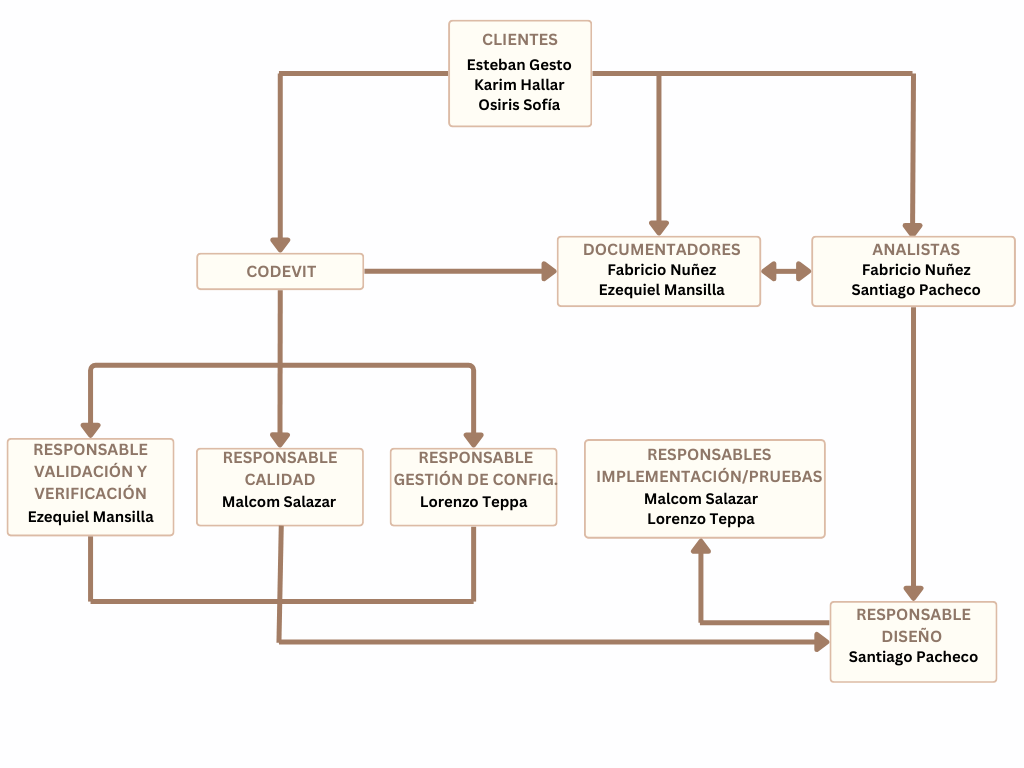 CLIENTES
Esteban Gesto
Karim Hallar
Osiris Sofía
CODEVIT
DOCUMENTADORES
Fabricio Nuñez
Ezequiel Mansilla
ANALISTAS
Fabricio Nuñez
Santiago Pacheco
RESPONSABLE
VALIDACIÓN Y
VERIFICACIÓN
Ezequiel Mansilla
RESPONSABLE
CALIDAD
Malcom Salazar
RESPONSABLE
GESTIÓN DE CONFIG.
Lorenzo Teppa
RESPONSABLES
IMPLEMENTACIÓN/PRUEBAS
Malcom Salazar
Lorenzo Teppa
RESPONSABLE
DISEÑO
Santiago Pacheco